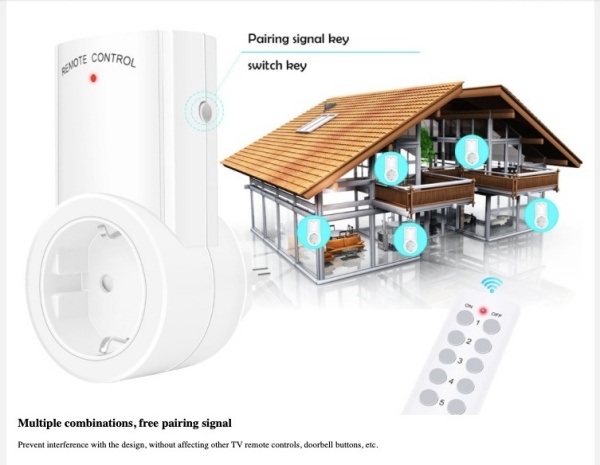 Pairing signal key
switch key
REMOTE CONTROL
ON OFF
1
2
3
4
5
Multiple combinations, free pairing signal
Prevent interference with the design, without affecting other TV remote controls, doorbell buttons, etc.